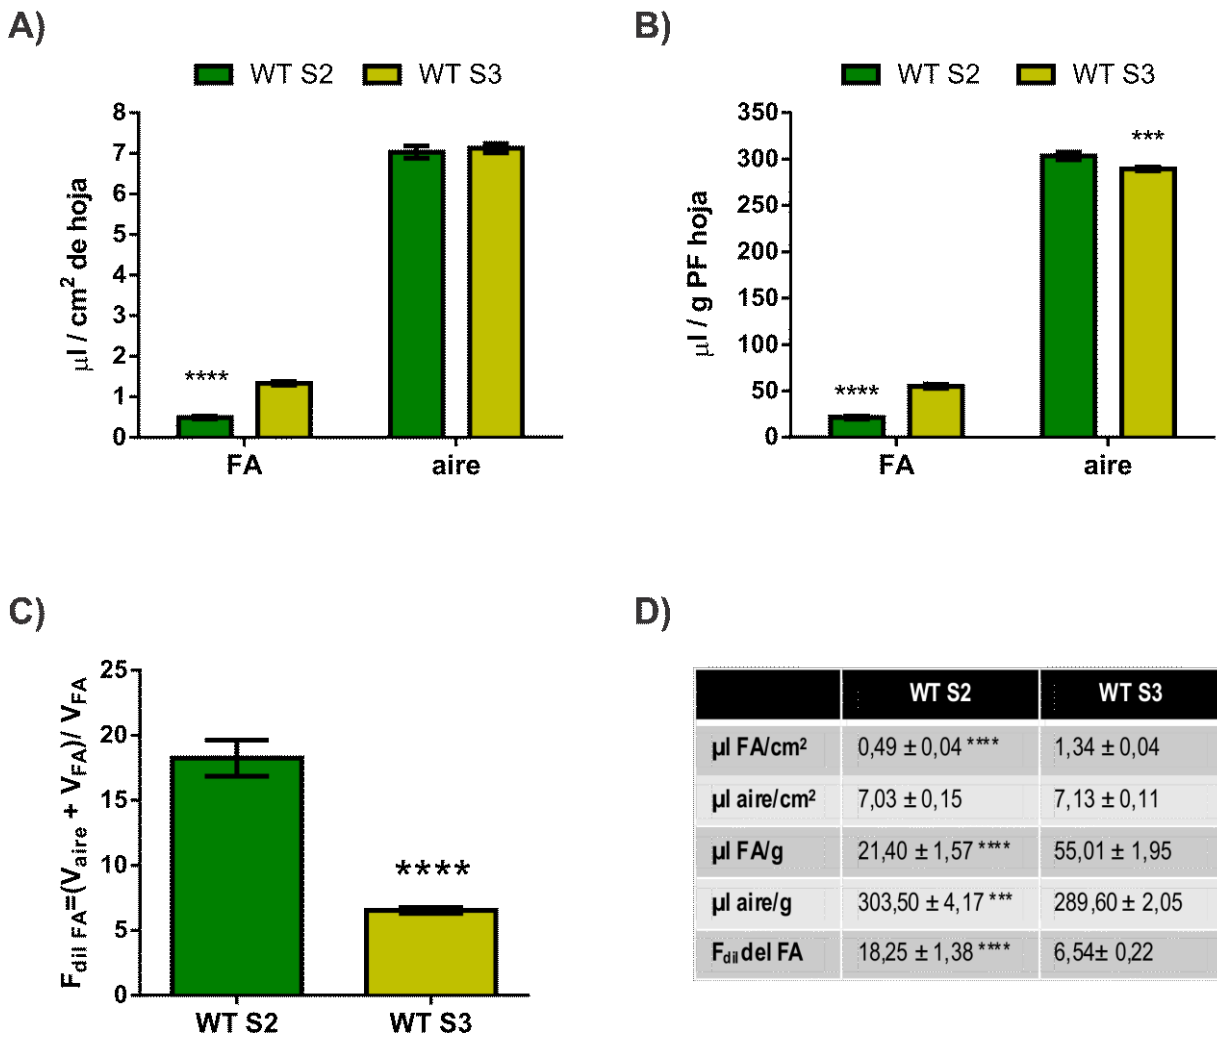 A)
WT S2 WT S3
8
7
6
5
4
3
2
1
0
µl / cm² de hoja
****
FA aire
B)
WT S2 WT S3
350
300
250
200
150
100
50
0
µl / g PF hoja
****
***
FA aire
C)
25
20
15
10
5
0
F dil FA=(V aire + V FA)/ V FA
****
WT S2 WT S3
D)
WT S2 WT S3
µl FA/cm² 0,49 ± 0,04 **** 1,34 ± 0,04
µl aire/cm² 7,03 ± 0,15 7,13 ± 0,11
µl FA/g 21,40 ± 1,57 **** 55,01 ± 1,95
µl aire/g 303,50 ± 4,17 *** 289,60 ± 2,05
Fdil del FA 18,25 ± 1,38 **** 6,54± 0,22